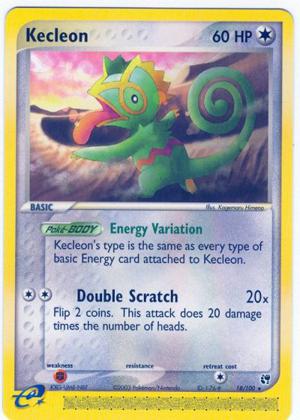 Kecleon 60 HP
BASIC
Illus. Kagemaru Himeno
Poké-BODY Energy Variation
Kecleon's type is the same as every type of
basic Energy card attached to Kecleon.
Double Scratch 20x
Flip 2 coins. This attack does 20 damage
times the number of heads.
weakness resistance retreat cost
©2003 Pokémon/Nintendo 18/100
e